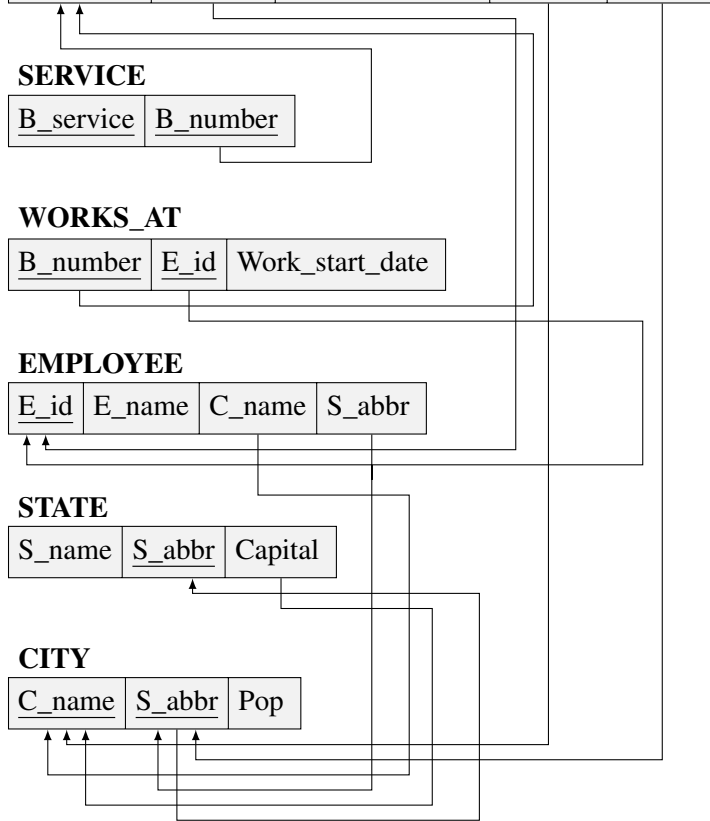 SERVICE
B_service B_number
WORKS_AT
B_number E_id Work_start_date
EMPLOYEE
E_id E_name C_name S_abbr
STATE
S_name S_abbr Capital
CITY
C_name S_abbr Pop